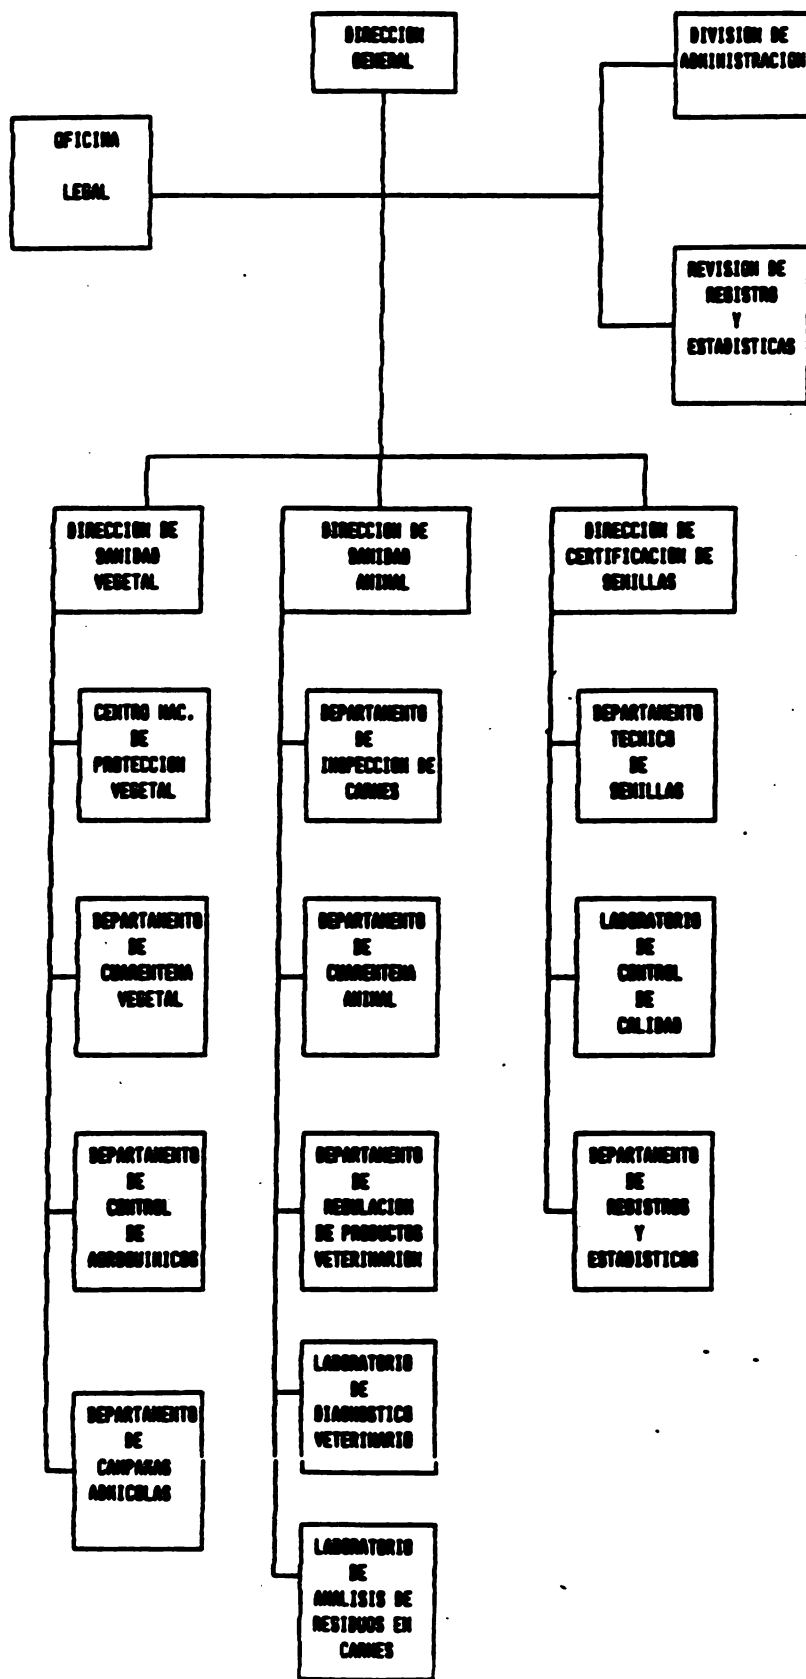 DIRECCION
GENERAL
DIVISION DE
ADMINISTRACION
OFICINA
LEGAL
REVISION DE
REGISTRO
Y
ESTADISTICAS
DIRECCION DE
SANIDAD
VEGETAL
DIRECCION DE
SANIDAD
ANIMAL
DIRECCION DE
CERTIFICACION DE
SEMILLAS
CENTRO NAC.
DE
PROTECCION
VEGETAL
DEPARTAMENTO
DE
INSPECCION DE
CARNES
DEPARTAMENTO
TECNICO
DE
SEMILLAS
DEPARTAMENTO
DE
CUARENTENA
VEGETAL
DEPARTAMENTO
DE
CUARENTENA
ANIMAL
LABORATORIO
DE
CONTROL
DE
CALIDAD
DEPARTAMENTO
DE
CONTROL
DE
AGROQUIMICOS
DEPARTAMENTO
DE
REGULACION
DE PRODUCTOS
VETERINARION
DEPARTAMENTO
DE
REGISTROS
Y
ESTADISTICOS
DEPARTAMENTO
DE
CAMPAÑAS
LABORATORIO
DE
DIAGNOSTICO
VETERINARIO
LABORATORIO
DE
ANALISIS DE
RESIDUOS EN
CARNES